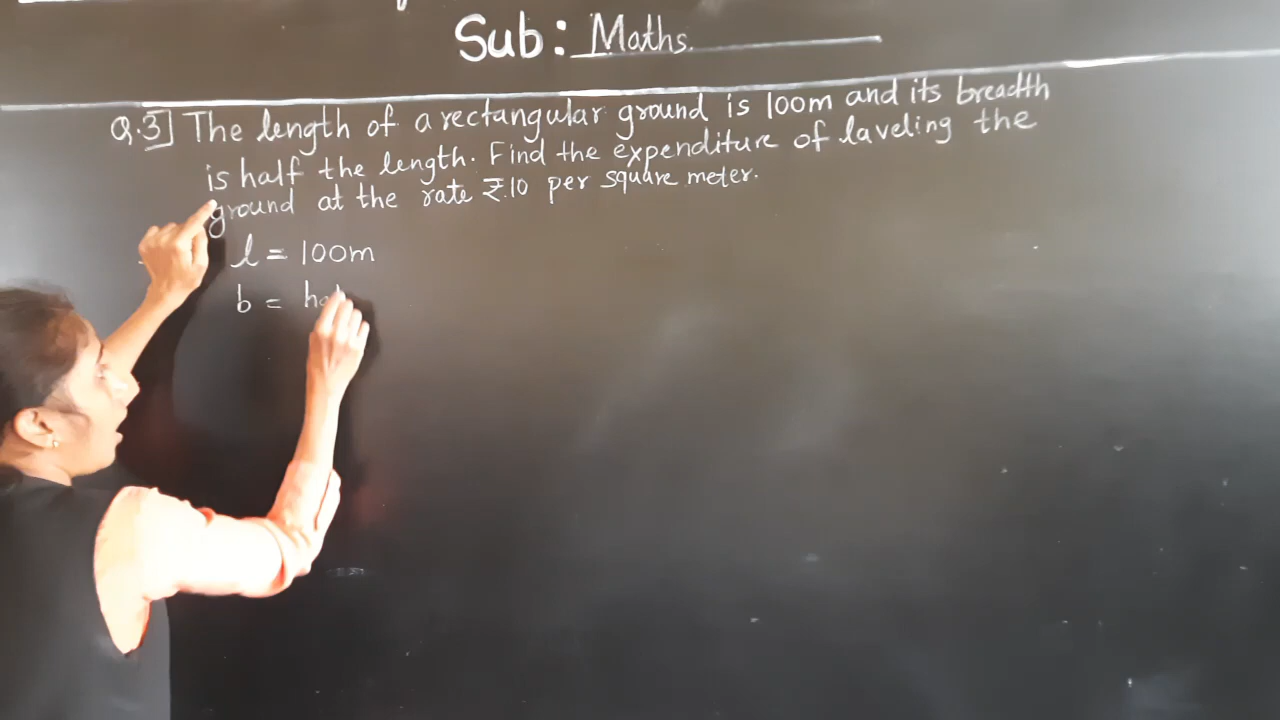 Sub: Maths.
Q.3] The length of a rectangular ground is 100m and its breadth
is half the length. Find the expenditure of laveling the
ground at the rate ₹.10 per square meter.
l = 100m
b =